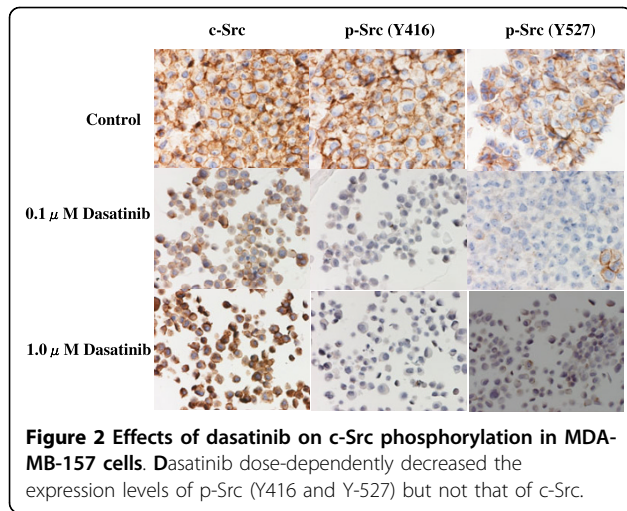 c-Src p-Src (Y416) p-Src (Y527)
Control
0.1 μM Dasatinib
1.0 μM Dasatinib
Figure 2 Effects of dasatinib on c-Src phosphorylation in MDA-
MB-157 cells. Dasatinib dose-dependently decreased the
expression levels of p-Src (Y416 and Y-527) but not that of c-Src.